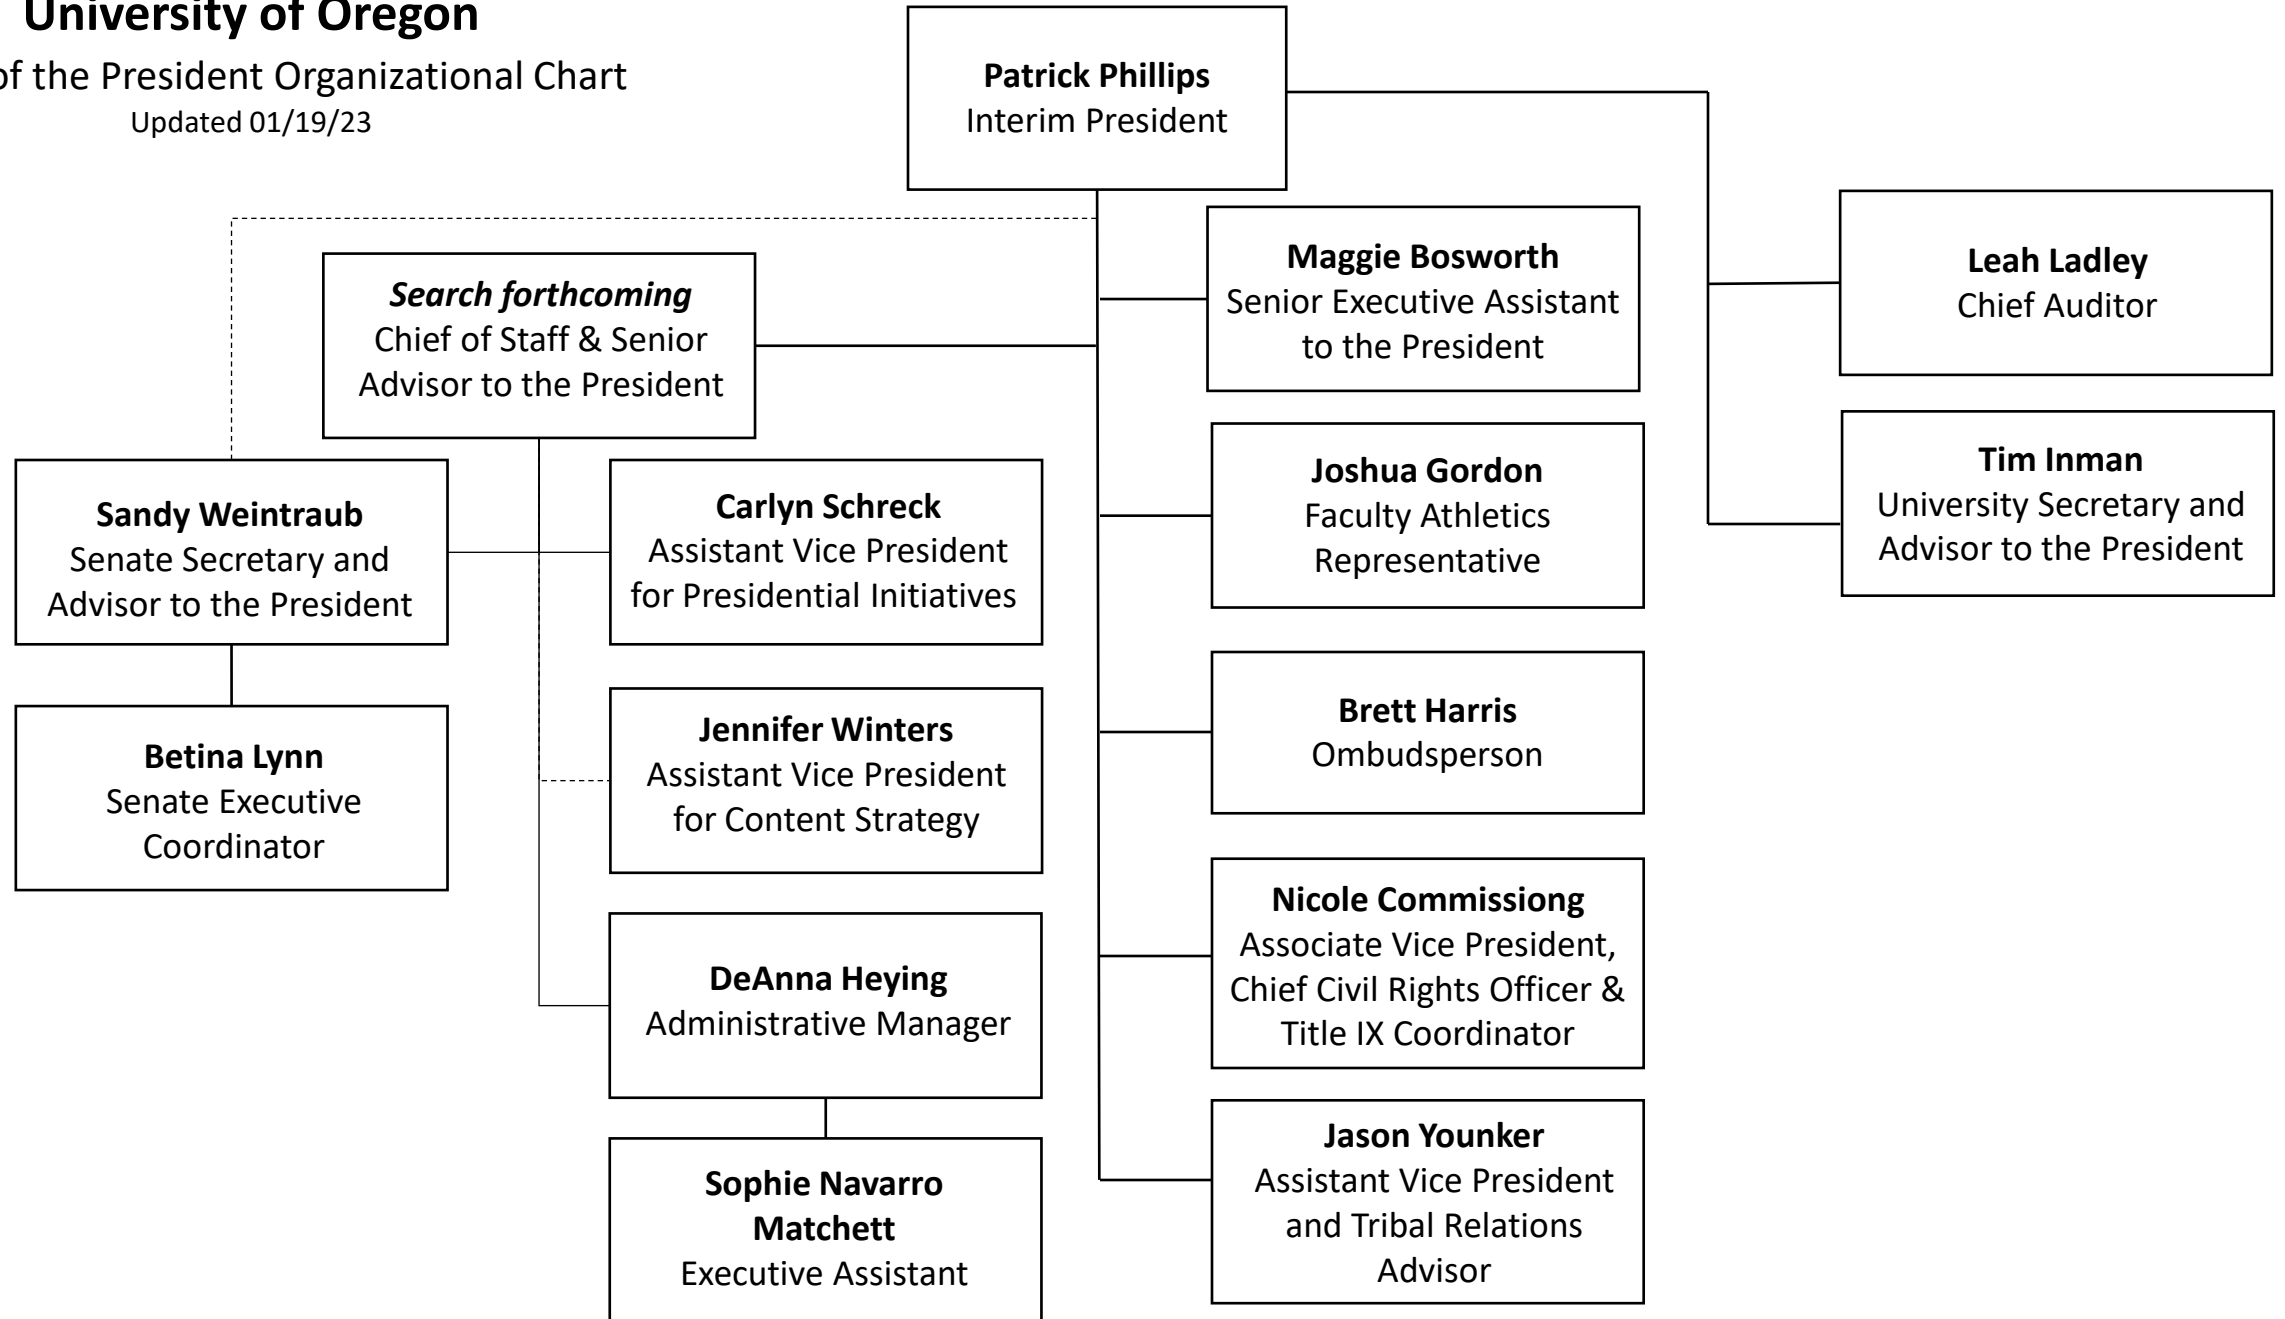 University of Oregon
of the President Organizational Chart
Updated 01/19/23
Patrick Phillips
Interim President
Search forthcoming
Chief of Staff & Senior
Advisor to the President
Maggie Bosworth
Senior Executive Assistant
to the President
Leah Ladley
Chief Auditor
Sandy Weintraub
Senate Secretary and
Advisor to the President
Carlyn Schreck
Assistant Vice President
for Presidential Initiatives
Joshua Gordon
Faculty Athletics
Representative
Tim Inman
University Secretary and
Advisor to the President
Betina Lynn
Senate Executive
Coordinator
Jennifer Winters
Assistant Vice President
for Content Strategy
Brett Harris
Ombudsperson
DeAnna Heying
Administrative Manager
Nicole Commissiong
Associate Vice President,
Chief Civil Rights Officer &
Title IX Coordinator
Sophie Navarro
Matchett
Executive Assistant
Jason Younker
Assistant Vice President
and Tribal Relations
Advisor